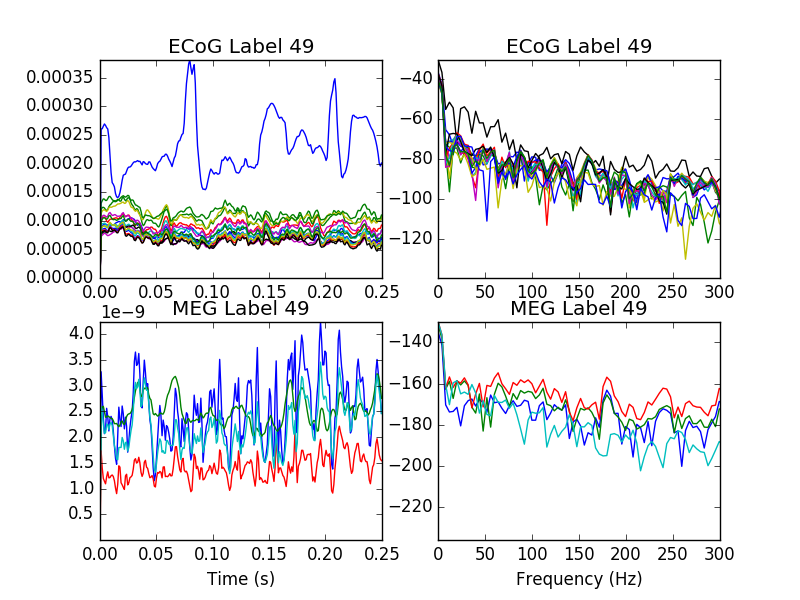 ECoG Label 49
0.00035
0.00030
0.00025
0.00020
0.00015
0.00010
0.00005
0.00000
0.00 0.05 0.10 0.15 0.20 0.25
ECoG Label 49
−40
−60
−80
−100
−120
0 50 100 150 200 250 300
MEG Label 49
1e−9
4.0
3.5
3.0
2.5
2.0
1.5
1.0
0.5
0.00 0.05 0.10 0.15 0.20 0.25
Time (s)
MEG Label 49
−140
−160
−180
−200
−220
0 50 100 150 200 250 300
Frequency (Hz)